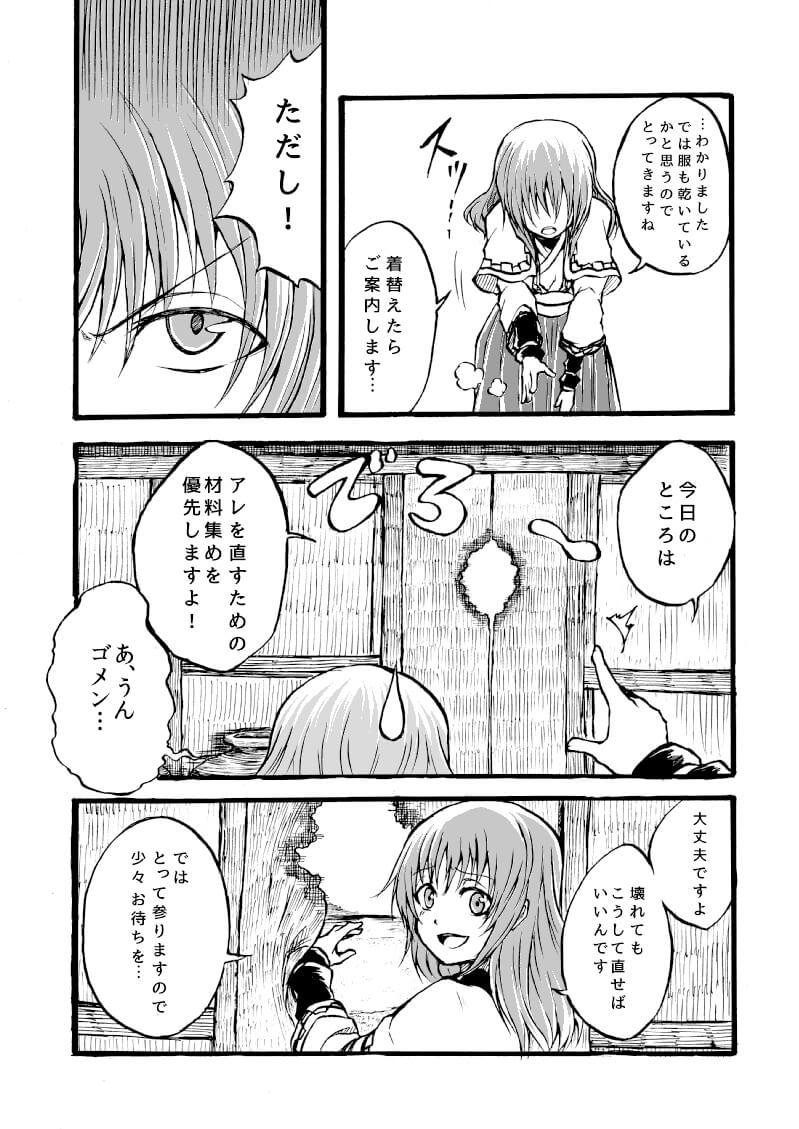 …わかりました
では服も乾いている
かと思うので
とってきますね
スッ
着替えたら
ご案内します…
ただし！
今日の
ところは
でろ
アレを直すための
材料集めを
優先しますよ！
あ、うん
ゴメン…
大丈夫ですよ
壊れても
こうして直せば
いいんです
では
とって参りますので
少々お待ちを…